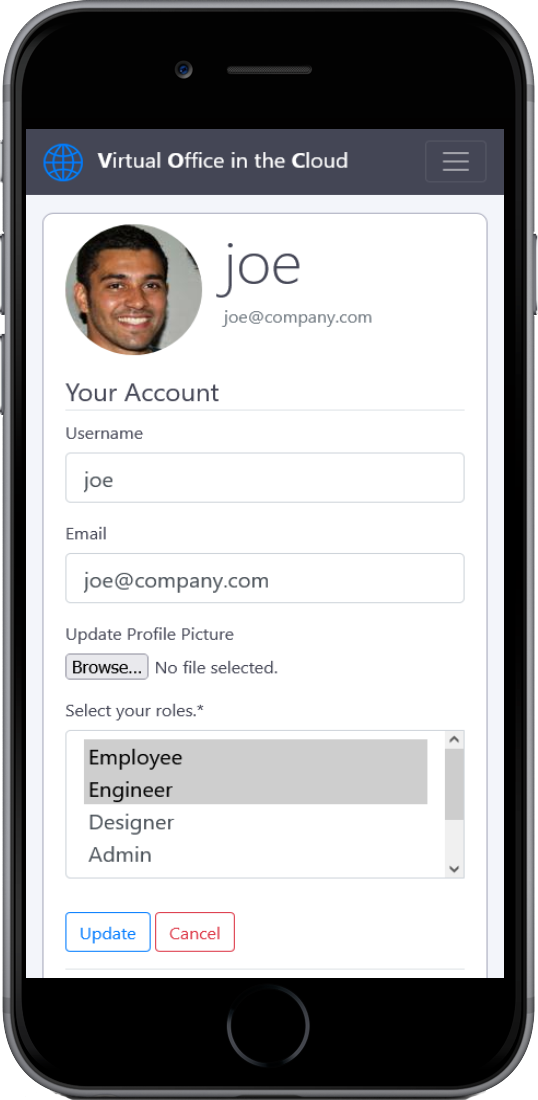 Virtual Office in the Cloud
joe
joe@company.com
Your Account
Username
joe
Email
joe@company.com
Update Profile Picture
Browse... No file selected.
Select your roles.*
Employee
Engineer
Designer
Admin
Update Cancel